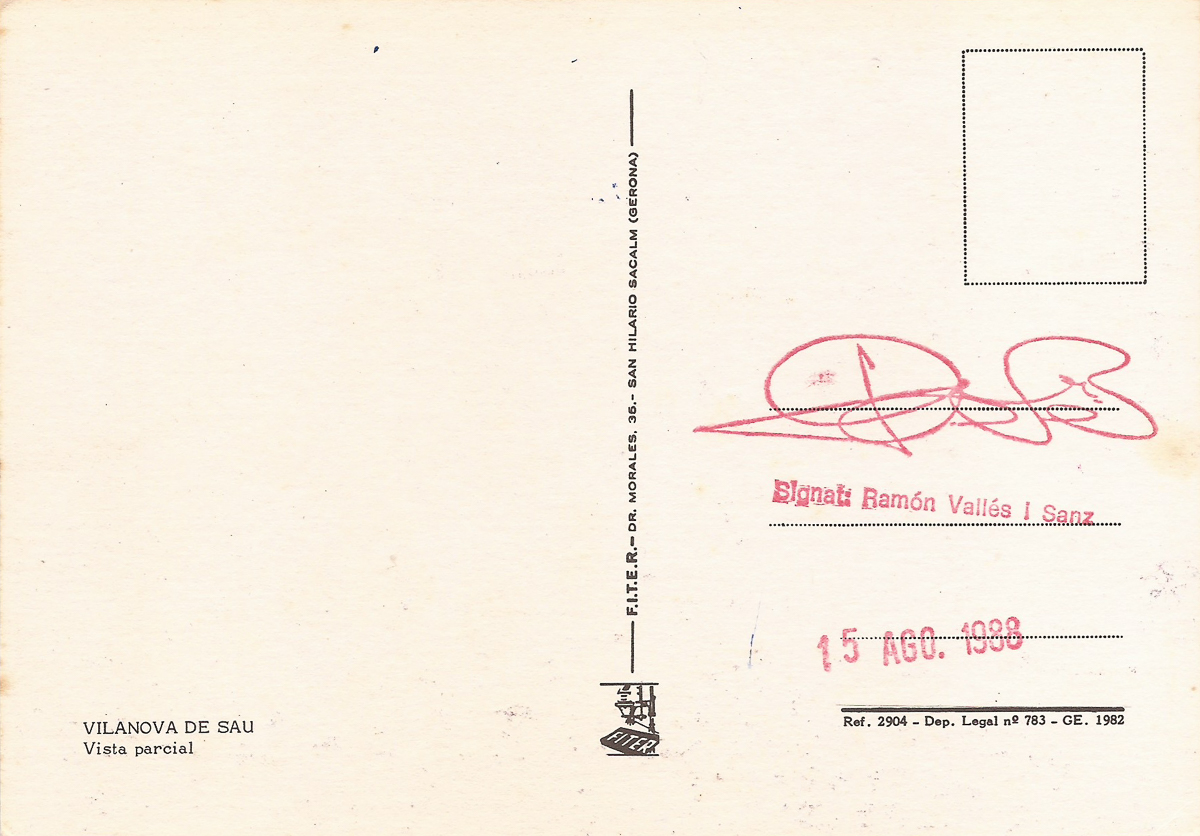 VILANOVA DE SAU
Vista parcial
F.I.T.E.R.- DR. MORALES, 36.- SAN HILARIO SACALM (GERONA)
FITER
Signat: Ramón Vallés i Sanz
15 AGO. 1988
Ref. 2904 - Dep. Legal nº 783 - GE. 1982